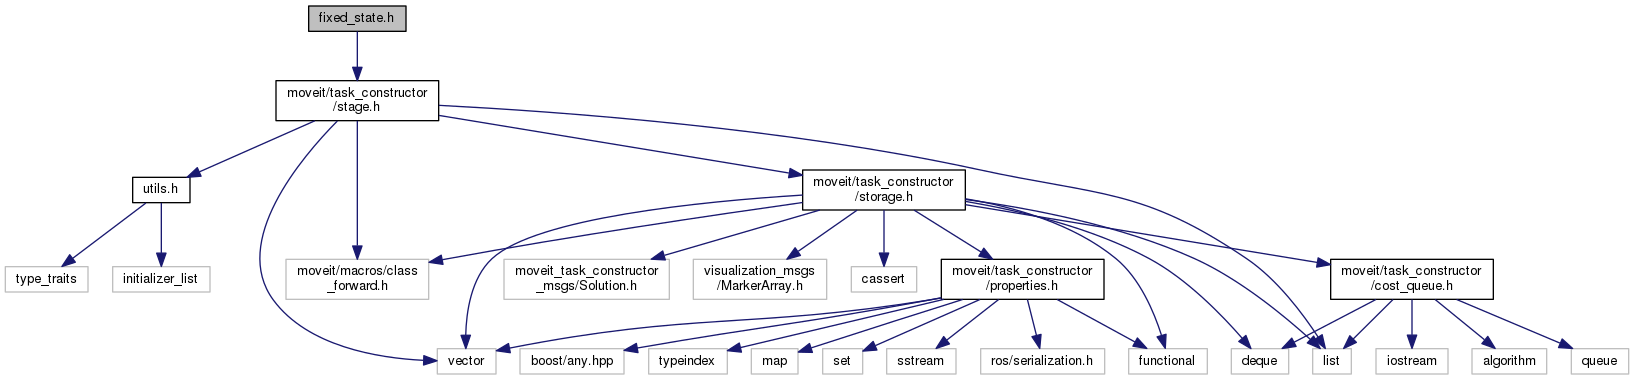 fixed_state.h
moveit/task_constructor
/stage.h
moveit/task_constructor
/storage.h
utils.h
type_traits
initializer_list
moveit/macros/class
_forward.h
moveit_task_constructor
_msgs/Solution.h
visualization_msgs
/MarkerArray.h
cassert
moveit/task_constructor
/properties.h
moveit/task_constructor
/cost_queue.h
vector
boost/any.hpp
typeindex
map
set
sstream
ros/serialization.h
functional
deque
list
iostream
algorithm
queue